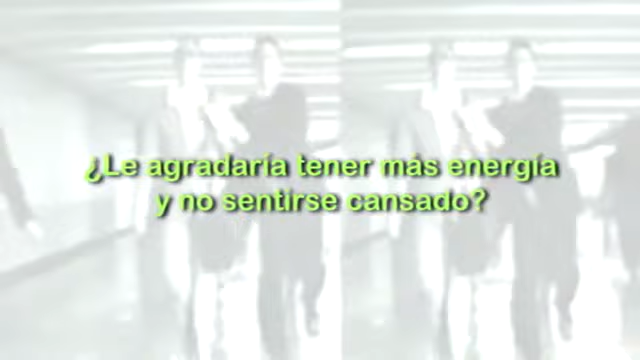 ¿Le agradaría tener más energía
y no sentirse cansado?